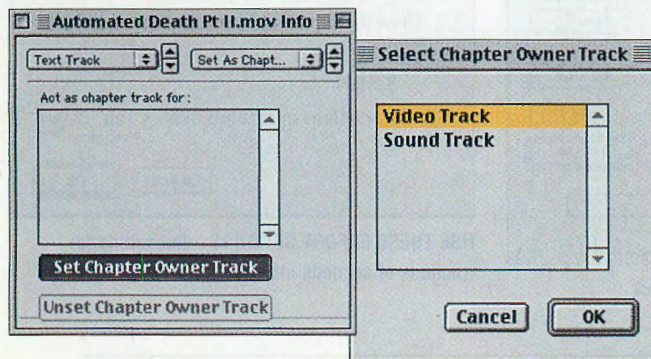 Automated Death Pt II.mov Info
Text Track
Set As Chapt...
Act as chapter track for:
Set Chapter Owner Track
Unset Chapter Owner Track
Select Chapter Owner Track
Video Track
Sound Track
Cancel
OK